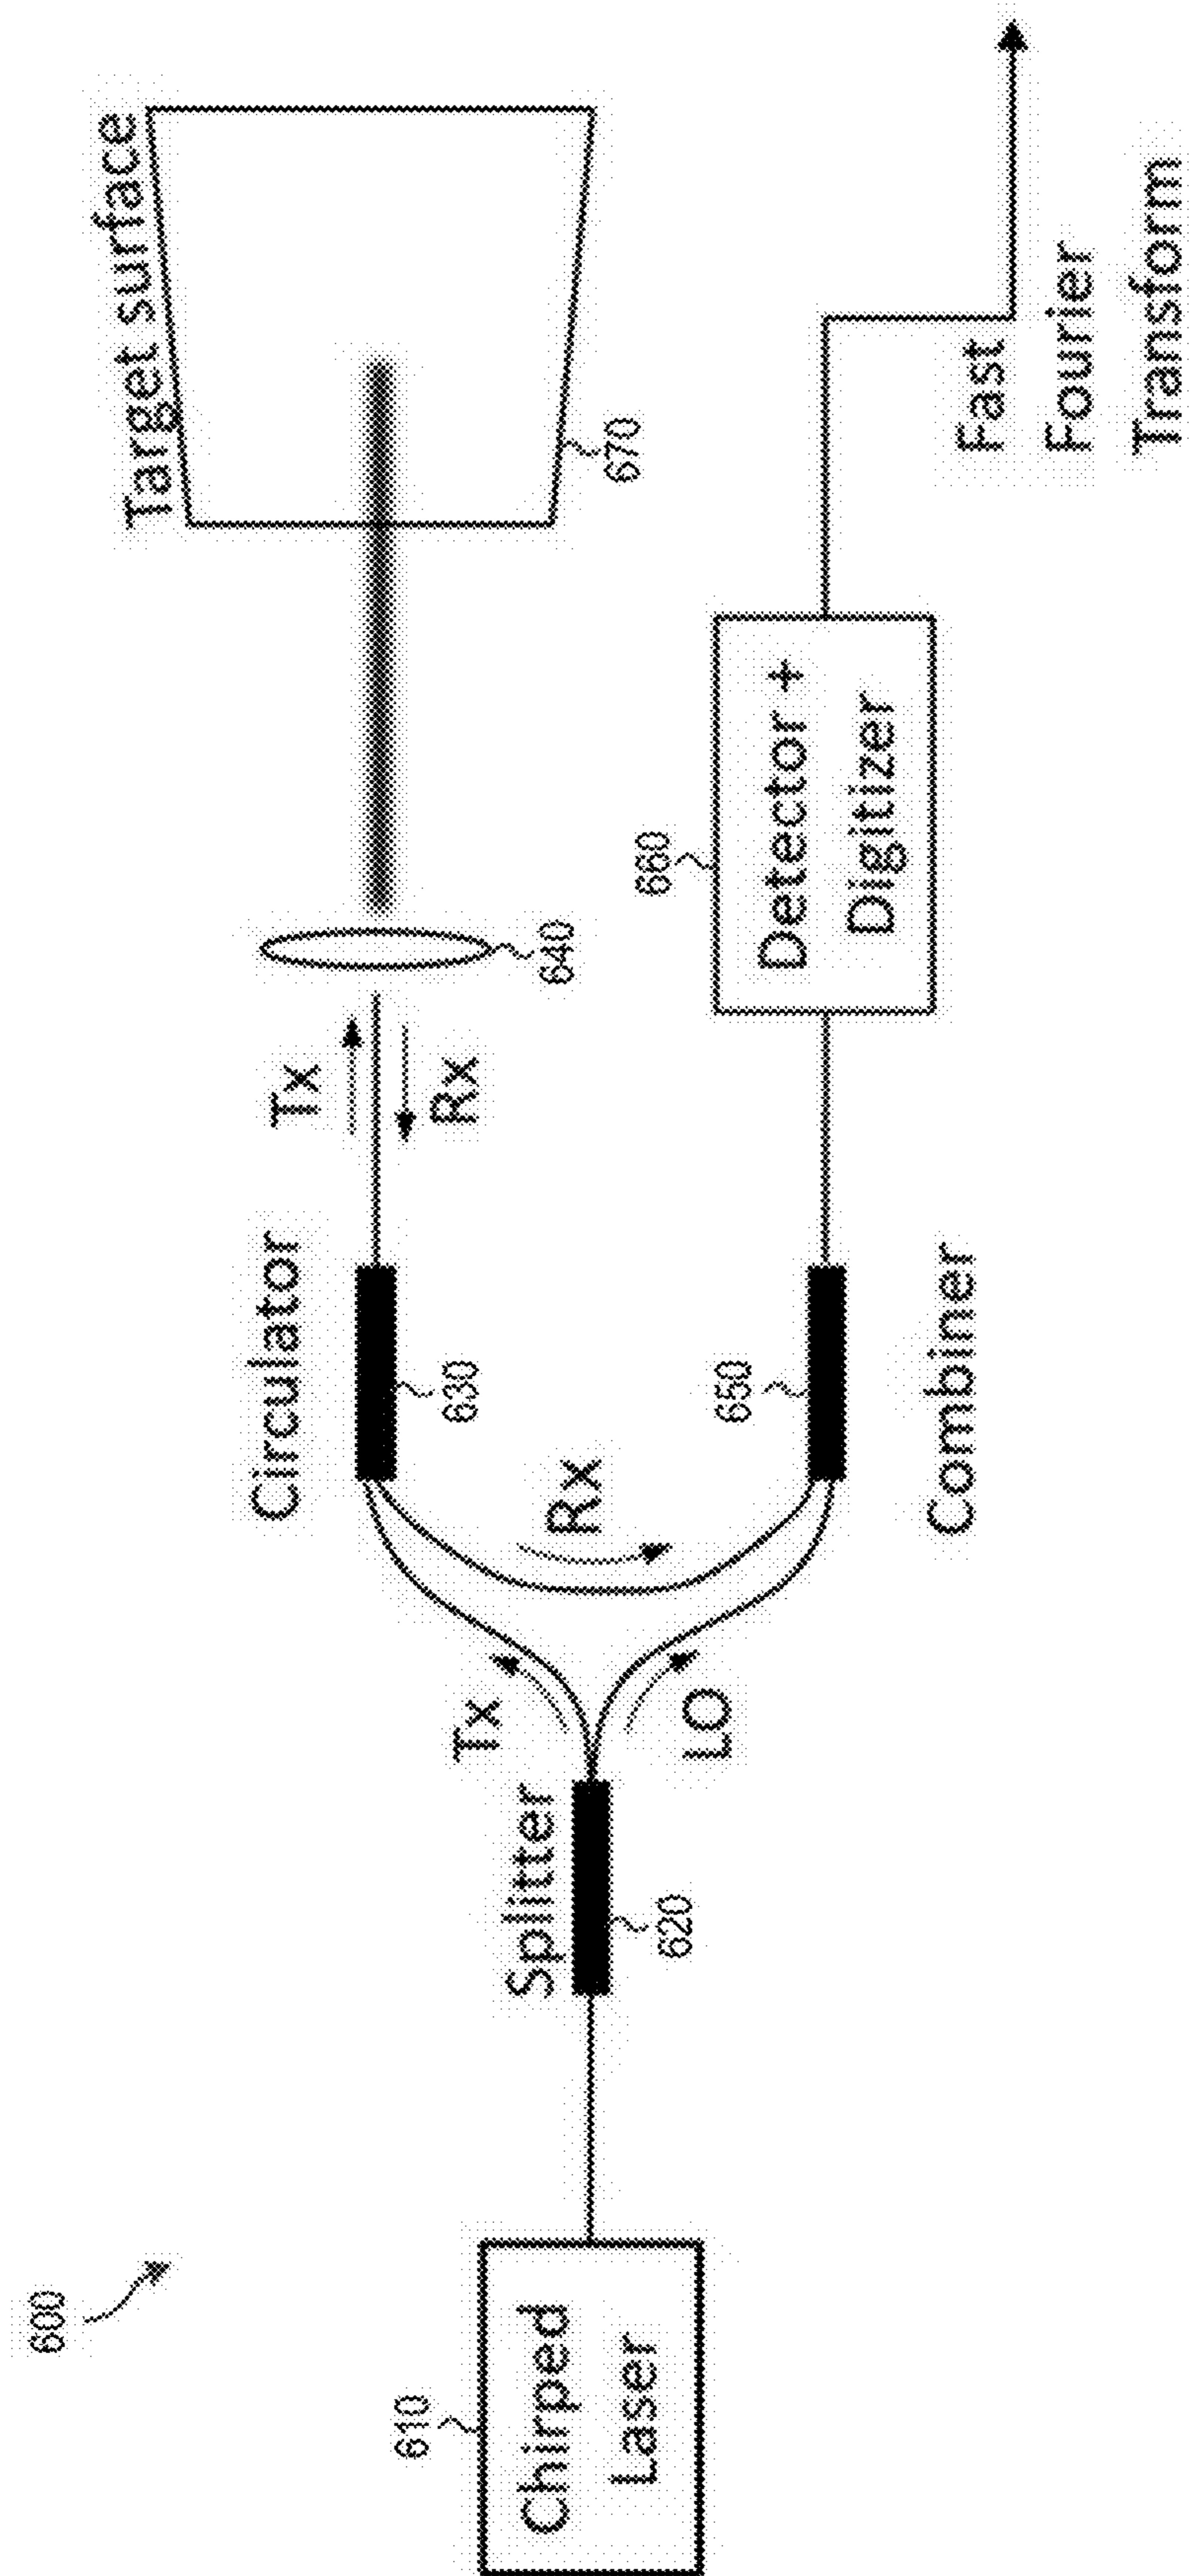 600
610
Chirped
Laser
Splitter
620
Tx
LO
Rx
Circulator
630
Tx
Rx
640
Target surface
670
650
Combiner
660
Detector +
Digitizer
Fast
Fourier
Transform